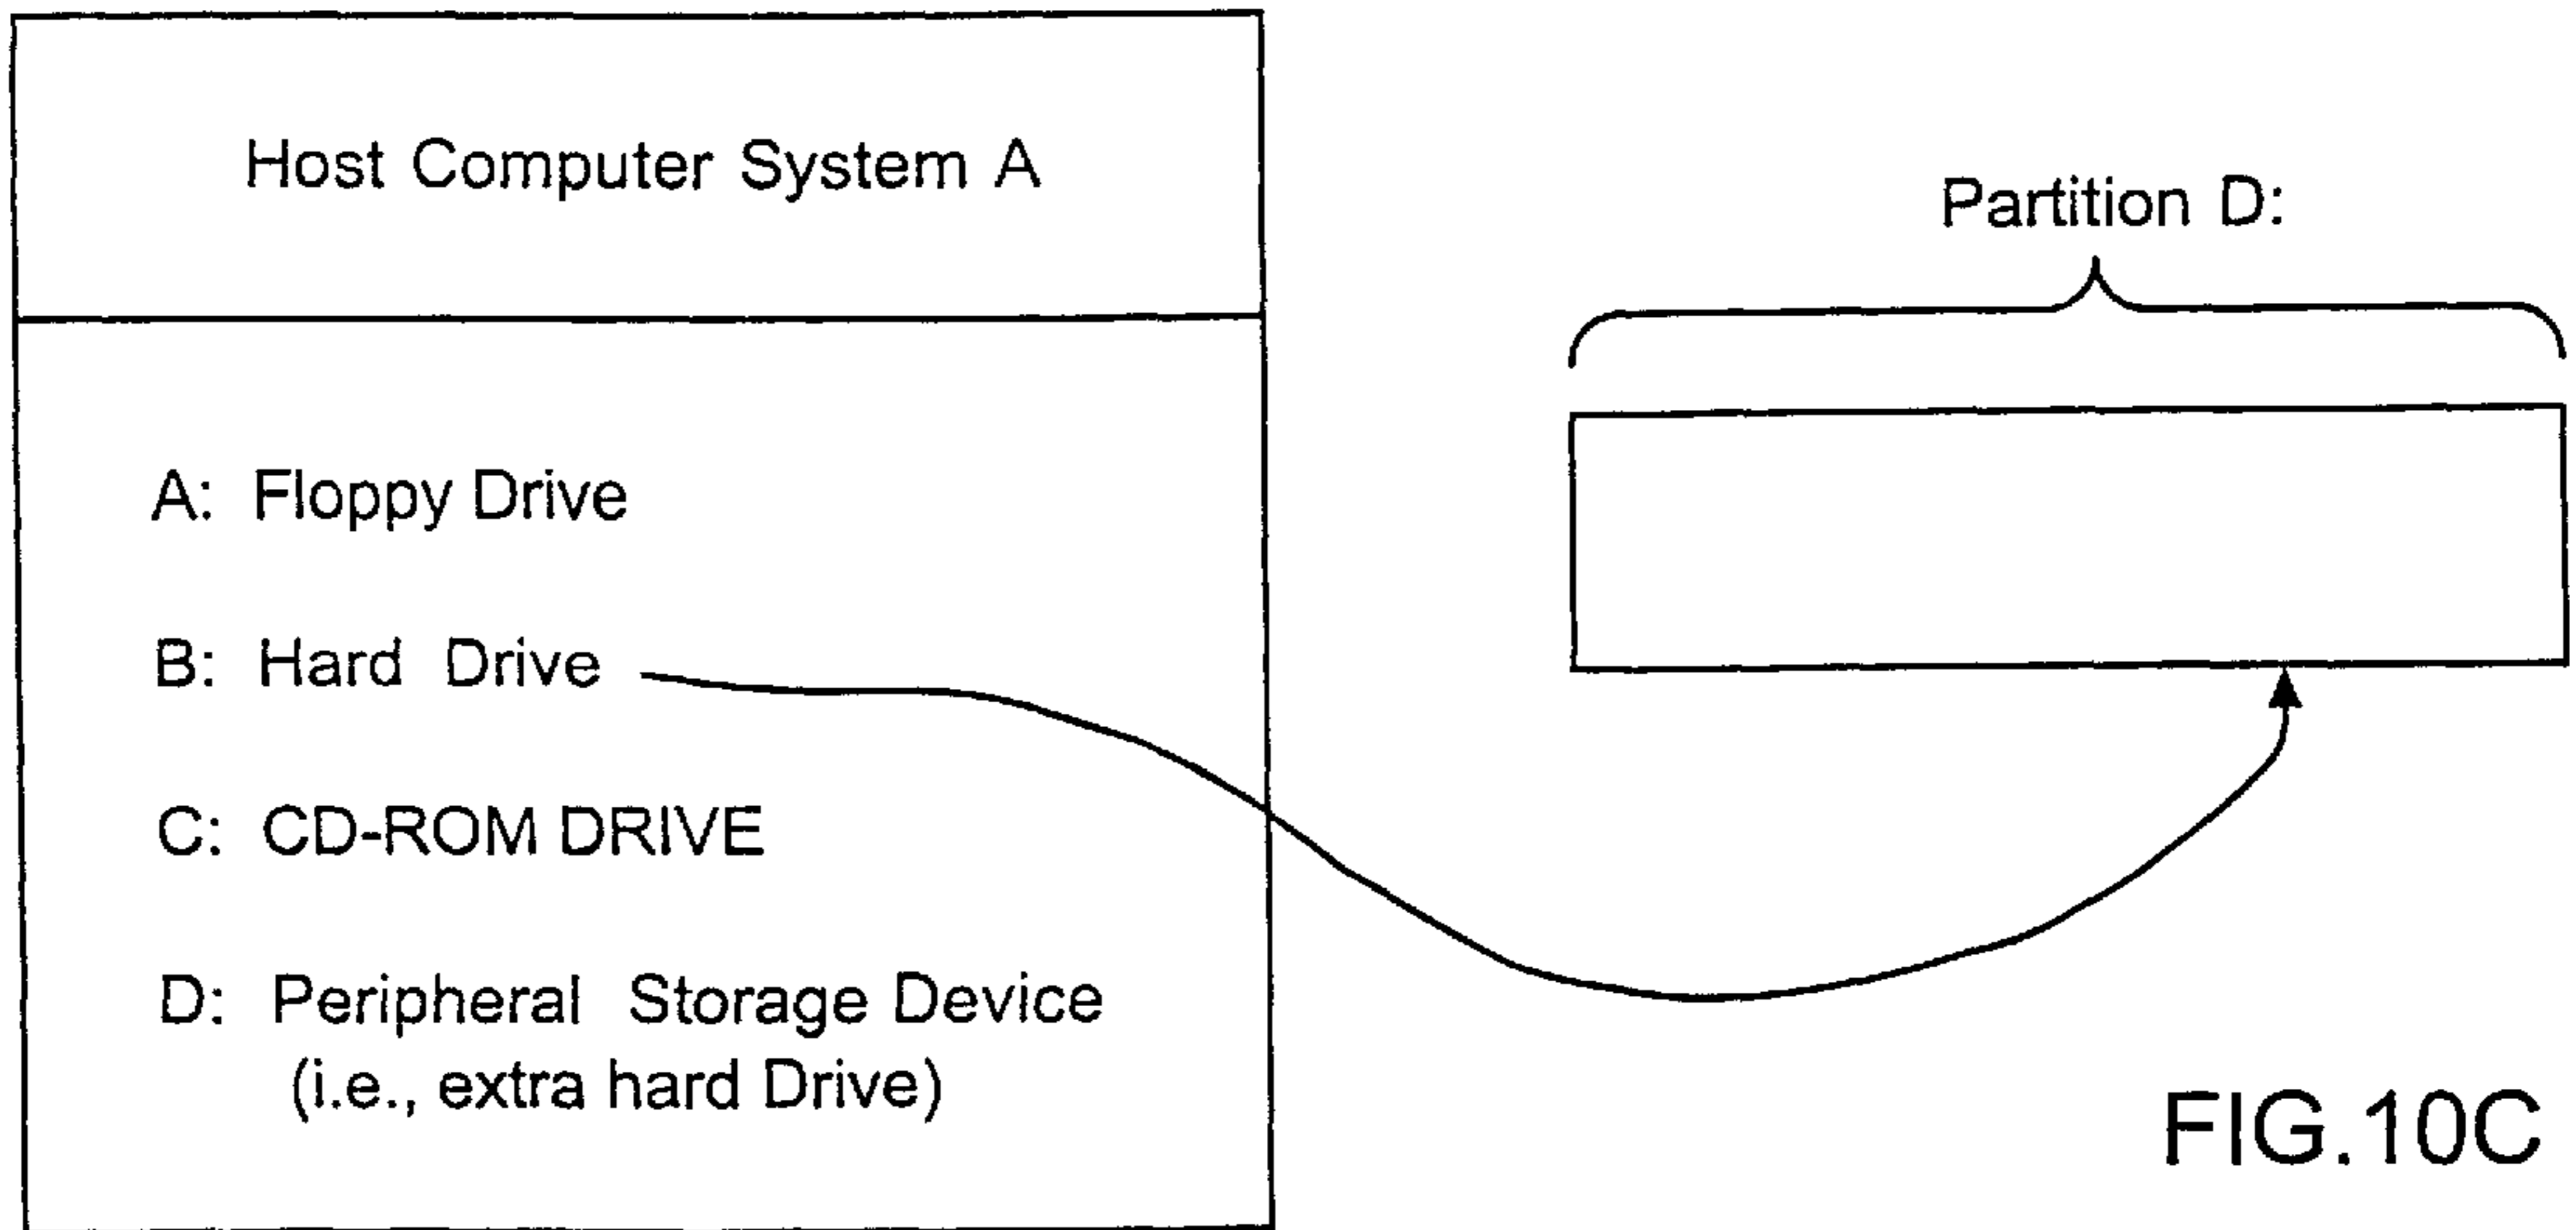 Host Computer System A
Partition D:
A: Floppy Drive
B: Hard Drive
C: CD-ROM DRIVE
D: Peripheral Storage Device
(i.e., extra hard Drive)
FIG.10C